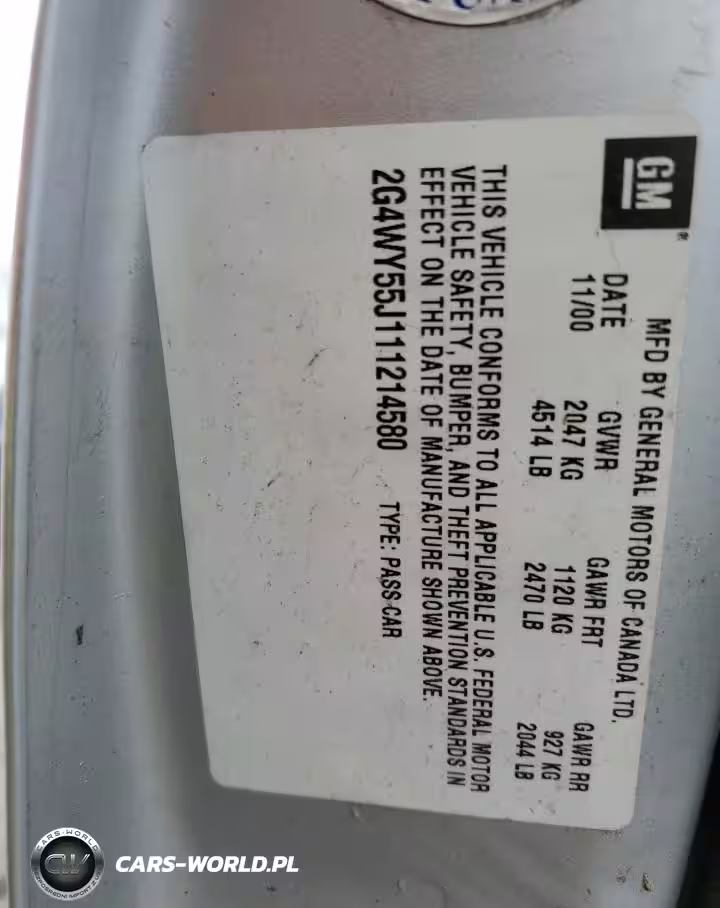 GM
MFD BY GENERAL MOTORS OF CANADA LTD.
DATE GVWR GAWR FRT GAWR RR
11/00 2047 KG 1120 KG 927 KG
4514 LB 2470 LB 2044 LB
THIS VEHICLE CONFORMS TO ALL APPLICABLE U.S. FEDERAL MOTOR
VEHICLE SAFETY, BUMPER, AND THEFT PREVENTION STANDARDS IN
EFFECT ON THE DATE OF MANUFACTURE SHOWN ABOVE.
2G4WY55J111214580 TYPE: PASS CAR
CARS-WORLD
CW
CARS-WORLD.PL